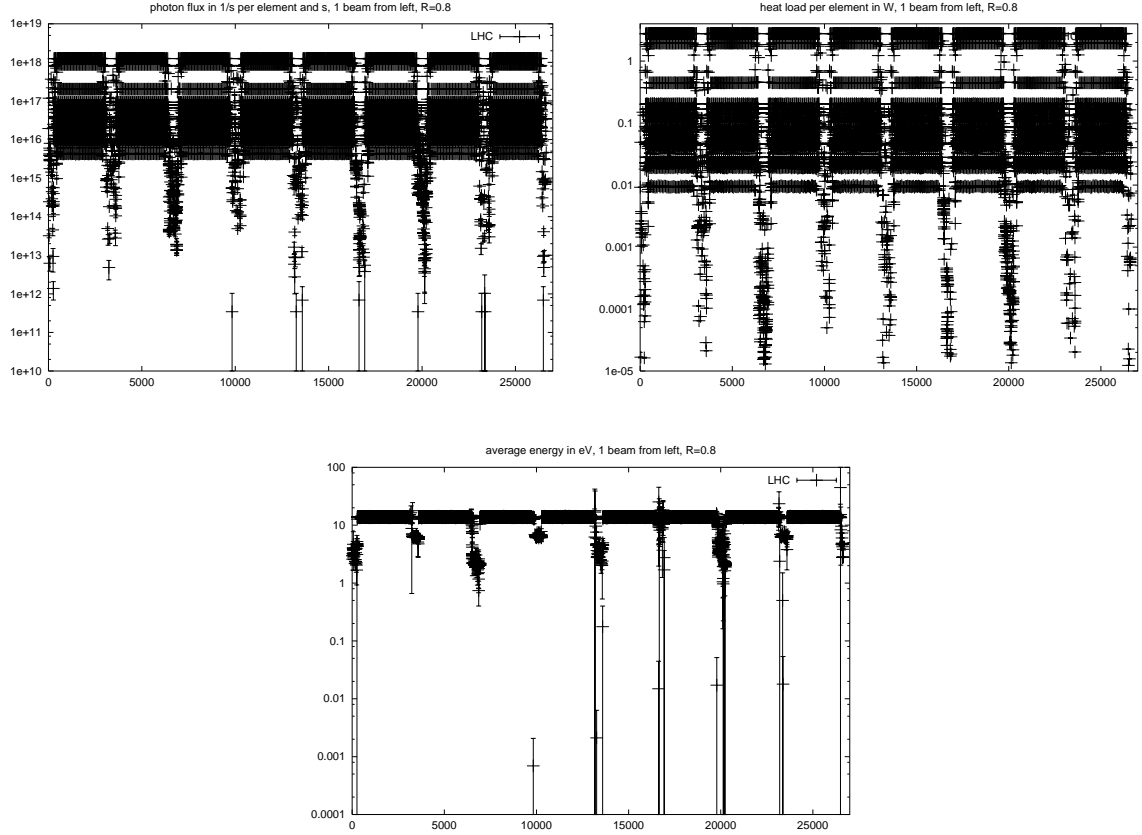 photon flux in 1/s per element and s, 1 beam from left, R=0.8
1e+19
1e+18
1e+17
1e+16
1e+15
1e+14
1e+13
1e+12
1e+11
1e+10
LHC
0 5000 10000 15000 20000 25000
heat load per element in W, 1 beam from left, R=0.8
1
0.1
0.01
0.001
0.0001
1e-05
0 5000 10000 15000 20000 25000
average energy in eV, 1 beam from left, R=0.8
100
10
1
0.1
0.01
0.001
0.0001
LHC
0 5000 10000 15000 20000 25000